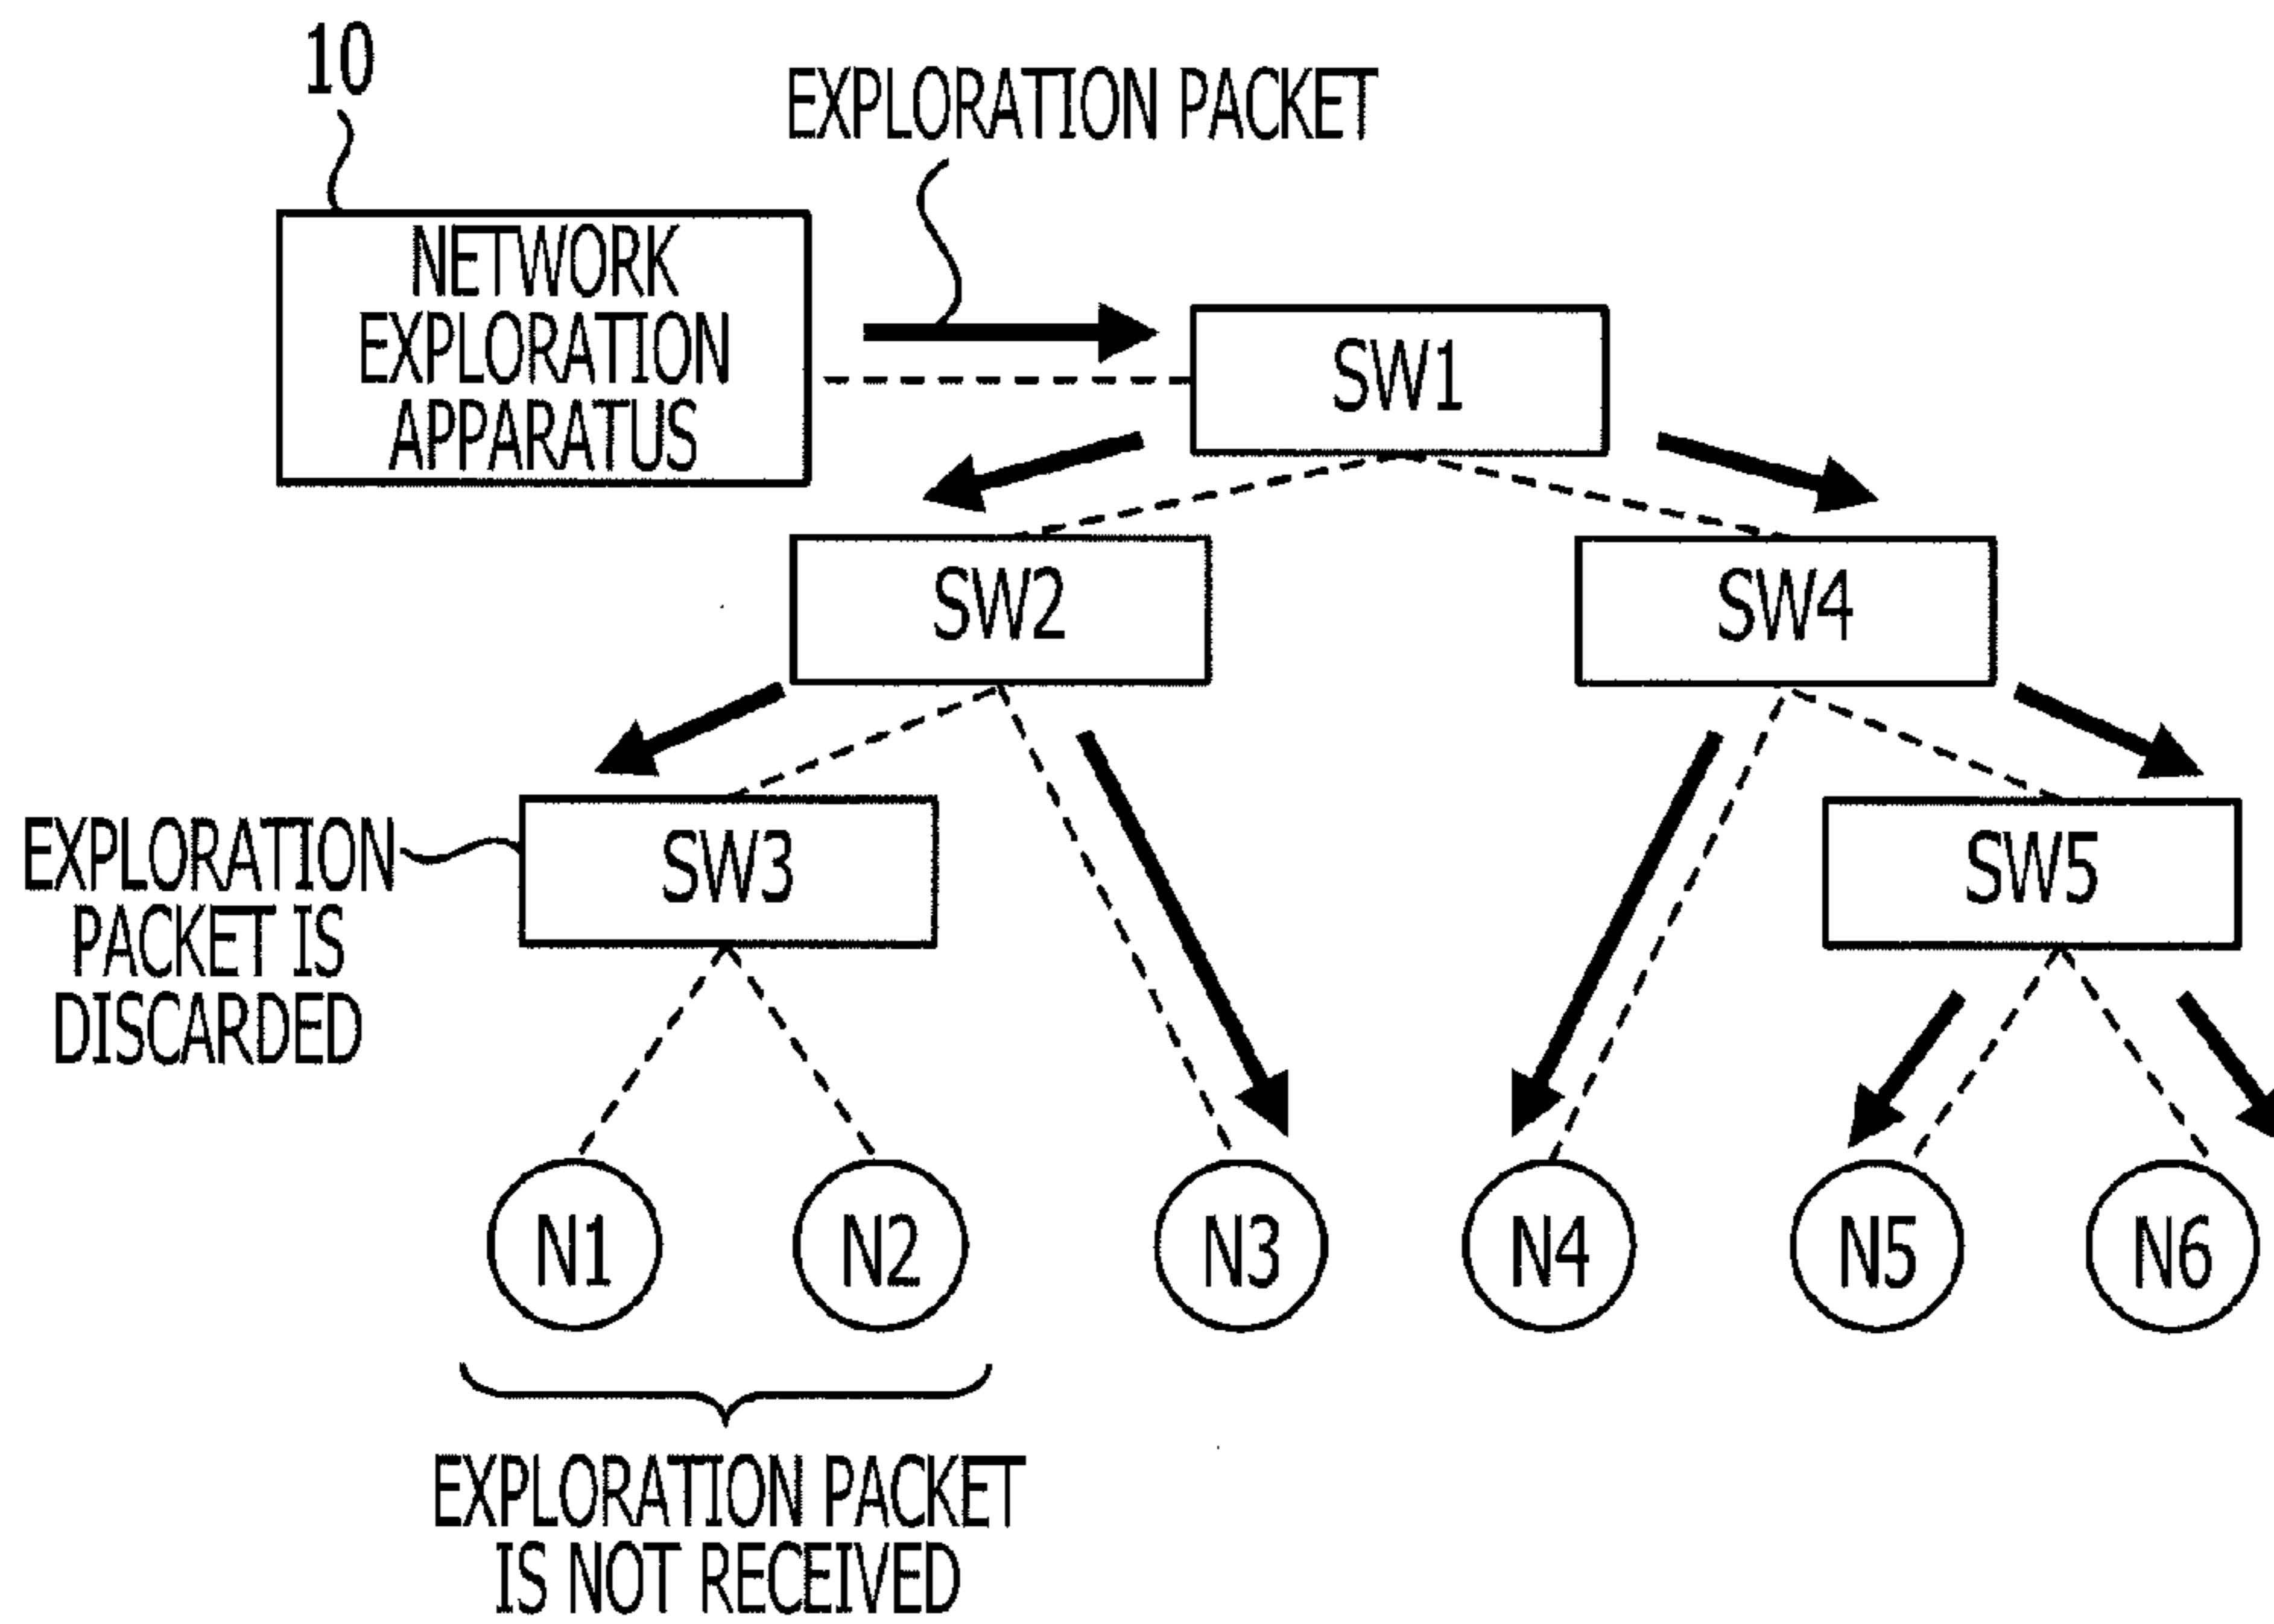 10
EXPLORATION PACKET
NETWORK
EXPLORATION
APPARATUS
SW1
SW2
SW4
EXPLORATION
PACKET IS
DISCARDED
SW3
SW5
N1
N2
N3
N4
N5
N6
EXPLORATION PACKET
IS NOT RECEIVED